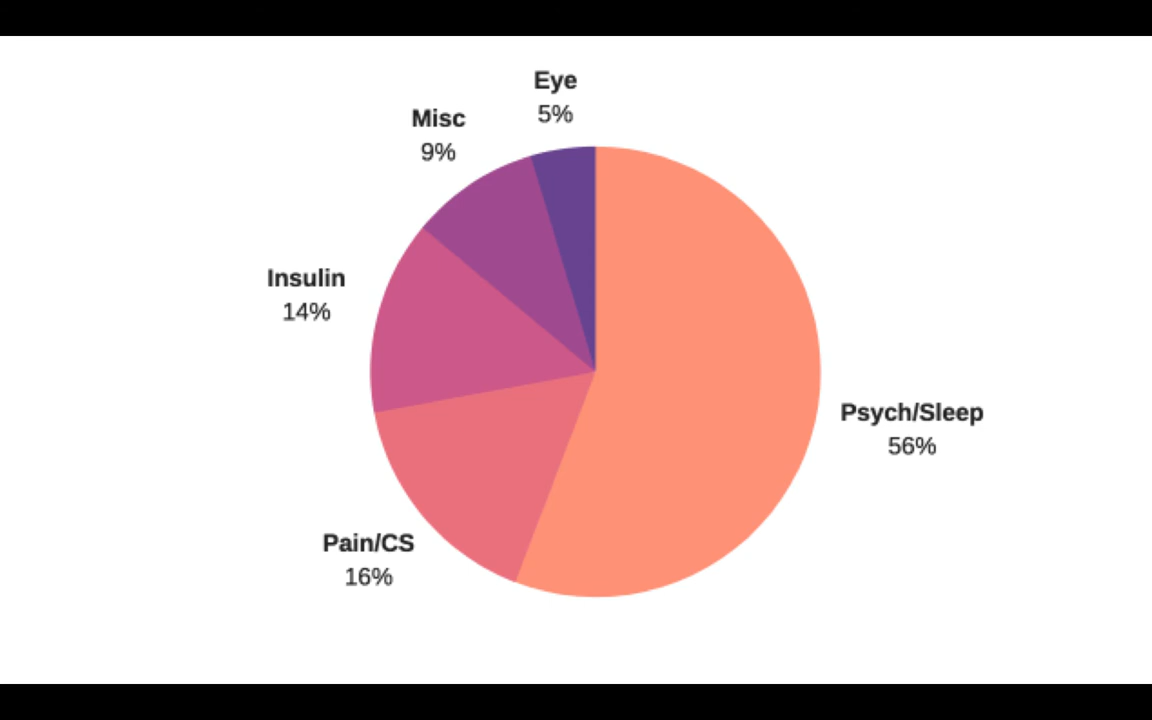 Eye
5%
Misc
9%
Insulin
14%
Psych/Sleep
56%
Pain/CS
16%